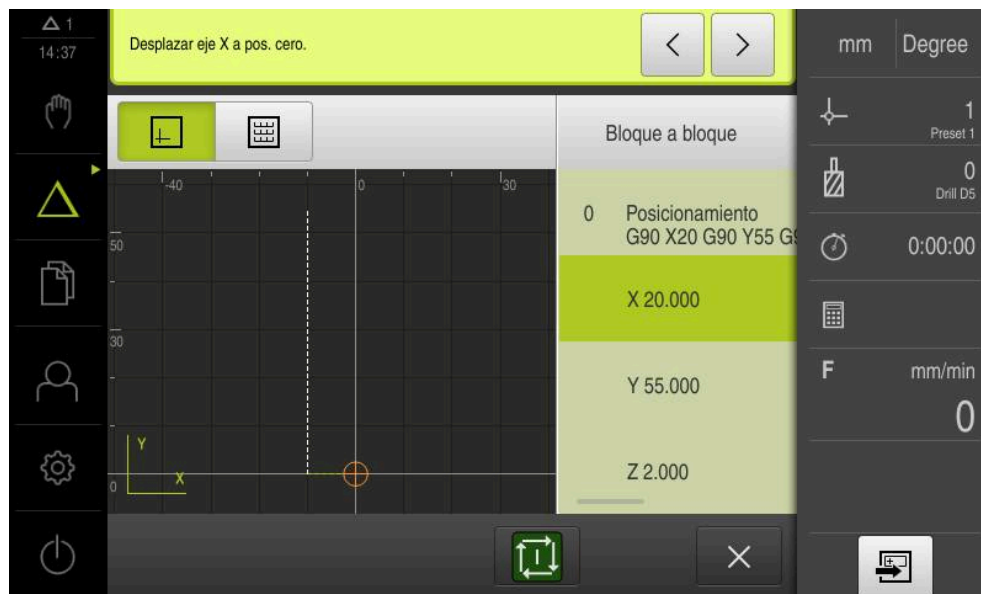 1
14:37
Desplazar eje X a pos. cero.
mm Degree
1
Preset 1
0
Drill D5
0:00:00
F mm/min
0
Bloque a bloque
0 Posicionamiento
G90 X20 G90 Y55 G9
X 20.000
Y 55.000
Z 2.000
-40 0 30
50
30
0
Y
X